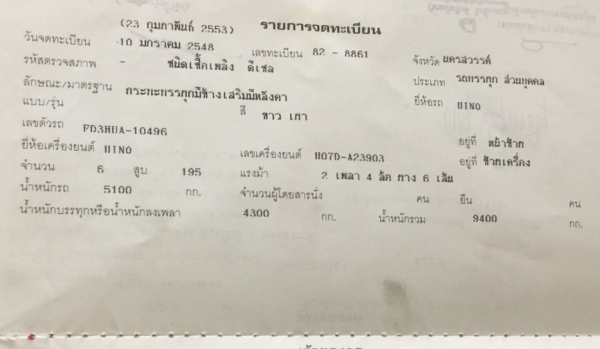 (23 กุมภาพันธ์ 2553) รายการจดทะเบียน
วันจดทะเบียน 10 มกราคม 2548 เลขทะเบียน 82 - 8861 จังหวัด นครสวรรค์
รหัสตรวจสภาพ - ชนิดเชื้อเพลิง ดีเซล ประเภท รถบรรทุก ส่วนบุคคล
ลักษณะ/มาตรฐาน กระบะบรรทุกมีข้างเสริมมีหลังคา ยี่ห้อรถ HINO
แบบ/รุ่น สี ขาว เทา
เลขตัวรถ FD3HUA-10496 อยู่ที่ หน้าซ้าย
ยี่ห้อเครื่องยนต์ HINO เลขเครื่องยนต์ H07D-A23903 อยู่ที่ ซ้ายเครื่อง
จำนวน 6 สูบ 195 แรงม้า 2 เพลา 4 ล้อ ยาง 6 เส้น
น้ำหนักรถ 5100 กก. จำนวนผู้โดยสารนั่ง คน ยืน คน
น้ำหนักบรรทุกหรือน้ำหนักลงเพลา 4300 กก. น้ำหนักรวม 9400 กก.